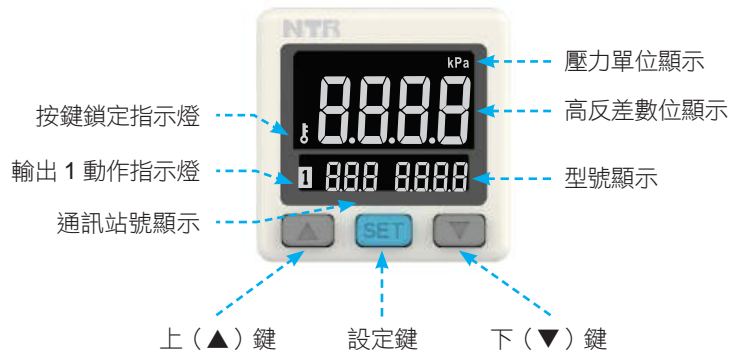 NTR
kPa
壓力單位顯示
8.8.8.8
高反差數位顯示
按鍵鎖定指示燈
輸出 1 動作指示燈
1 8.8.8 8.8.8.8
型號顯示
通訊站號顯示
▲ SET ▼
上（▲）鍵
設定鍵
下（▼）鍵